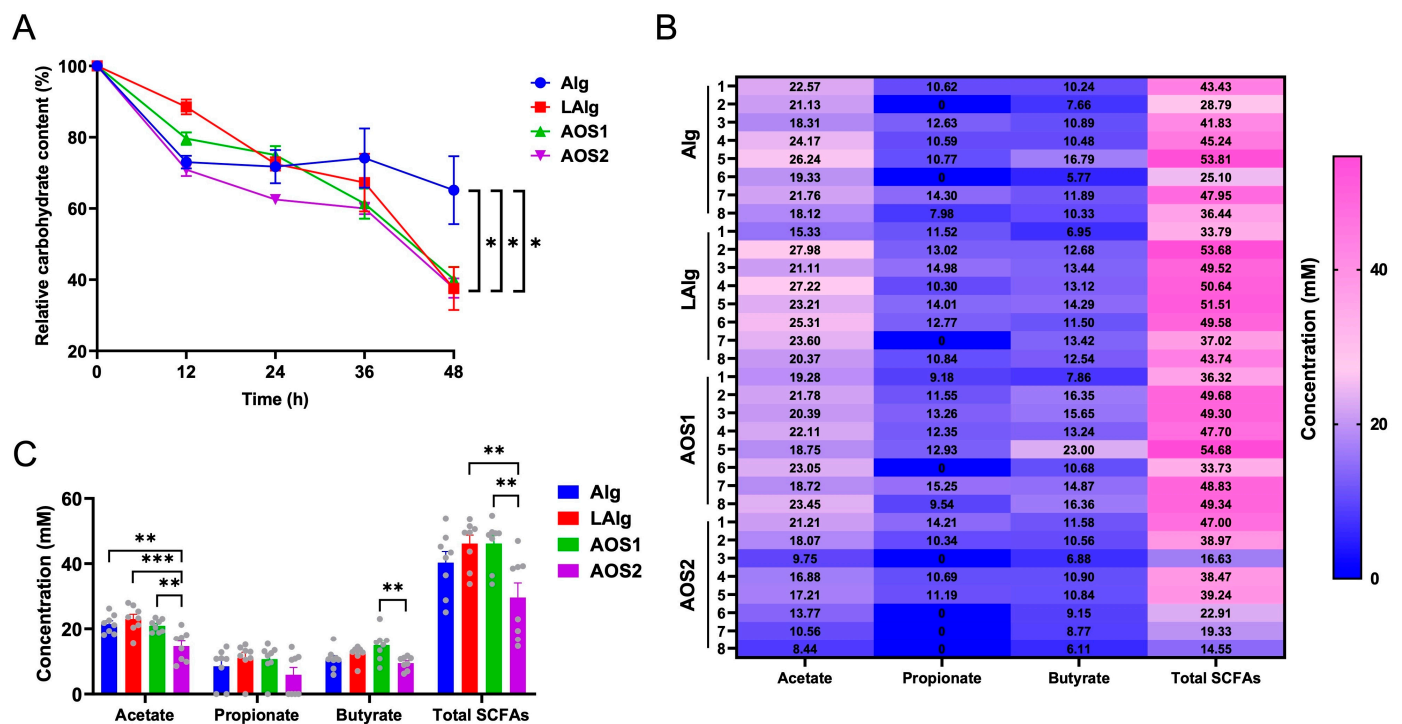 A
Relative carbohydrate content (%)
100
80
60
40
20
0
12
24
36
48
Time (h)
Alg
LAlg
AOS1
AOS2
* * *
B
Alg
1 22.57 10.62 10.24 43.43
2 21.13 0 7.66 28.79
3 18.31 12.63 10.89 41.83
4 24.17 10.59 10.48 45.24
5 26.24 10.77 16.79 53.81
6 19.33 0 5.77 25.10
7 21.76 14.30 11.89 47.95
8 18.12 7.98 10.33 36.44
LAlg
1 15.33 11.52 6.95 33.79
2 27.98 13.02 12.68 53.68
3 21.11 14.98 13.44 49.52
4 27.22 10.30 13.12 50.64
5 23.21 14.01 14.29 51.51
6 25.31 12.77 11.50 49.58
7 23.60 0 13.42 37.02
8 20.37 10.84 12.54 43.74
AOS1
1 19.28 9.18 7.86 36.32
2 21.78 11.55 16.35 49.68
3 20.39 13.26 15.65 49.30
4 22.11 12.35 13.24 47.70
5 18.75 12.93 23.00 54.68
6 23.05 0 10.68 33.73
7 18.72 15.25 14.87 48.83
8 23.45 9.54 16.36 49.34
AOS2
1 21.21 14.21 11.58 47.00
2 18.07 10.34 10.56 38.97
3 9.75 0 6.88 16.63
4 16.88 10.69 10.90 38.47
5 17.21 11.19 10.84 39.24
6 13.77 0 9.15 22.91
7 10.56 0 8.77 19.33
8 8.44 0 6.11 14.55
Acetate Propionate Butyrate Total SCFAs
Concentration (mM)
40
20
0
C
Concentration (mM)
60
40
20
0
**
***
**
**
**
**
Acetate Propionate Butyrate Total SCFAs
Alg
LAlg
AOS1
AOS2